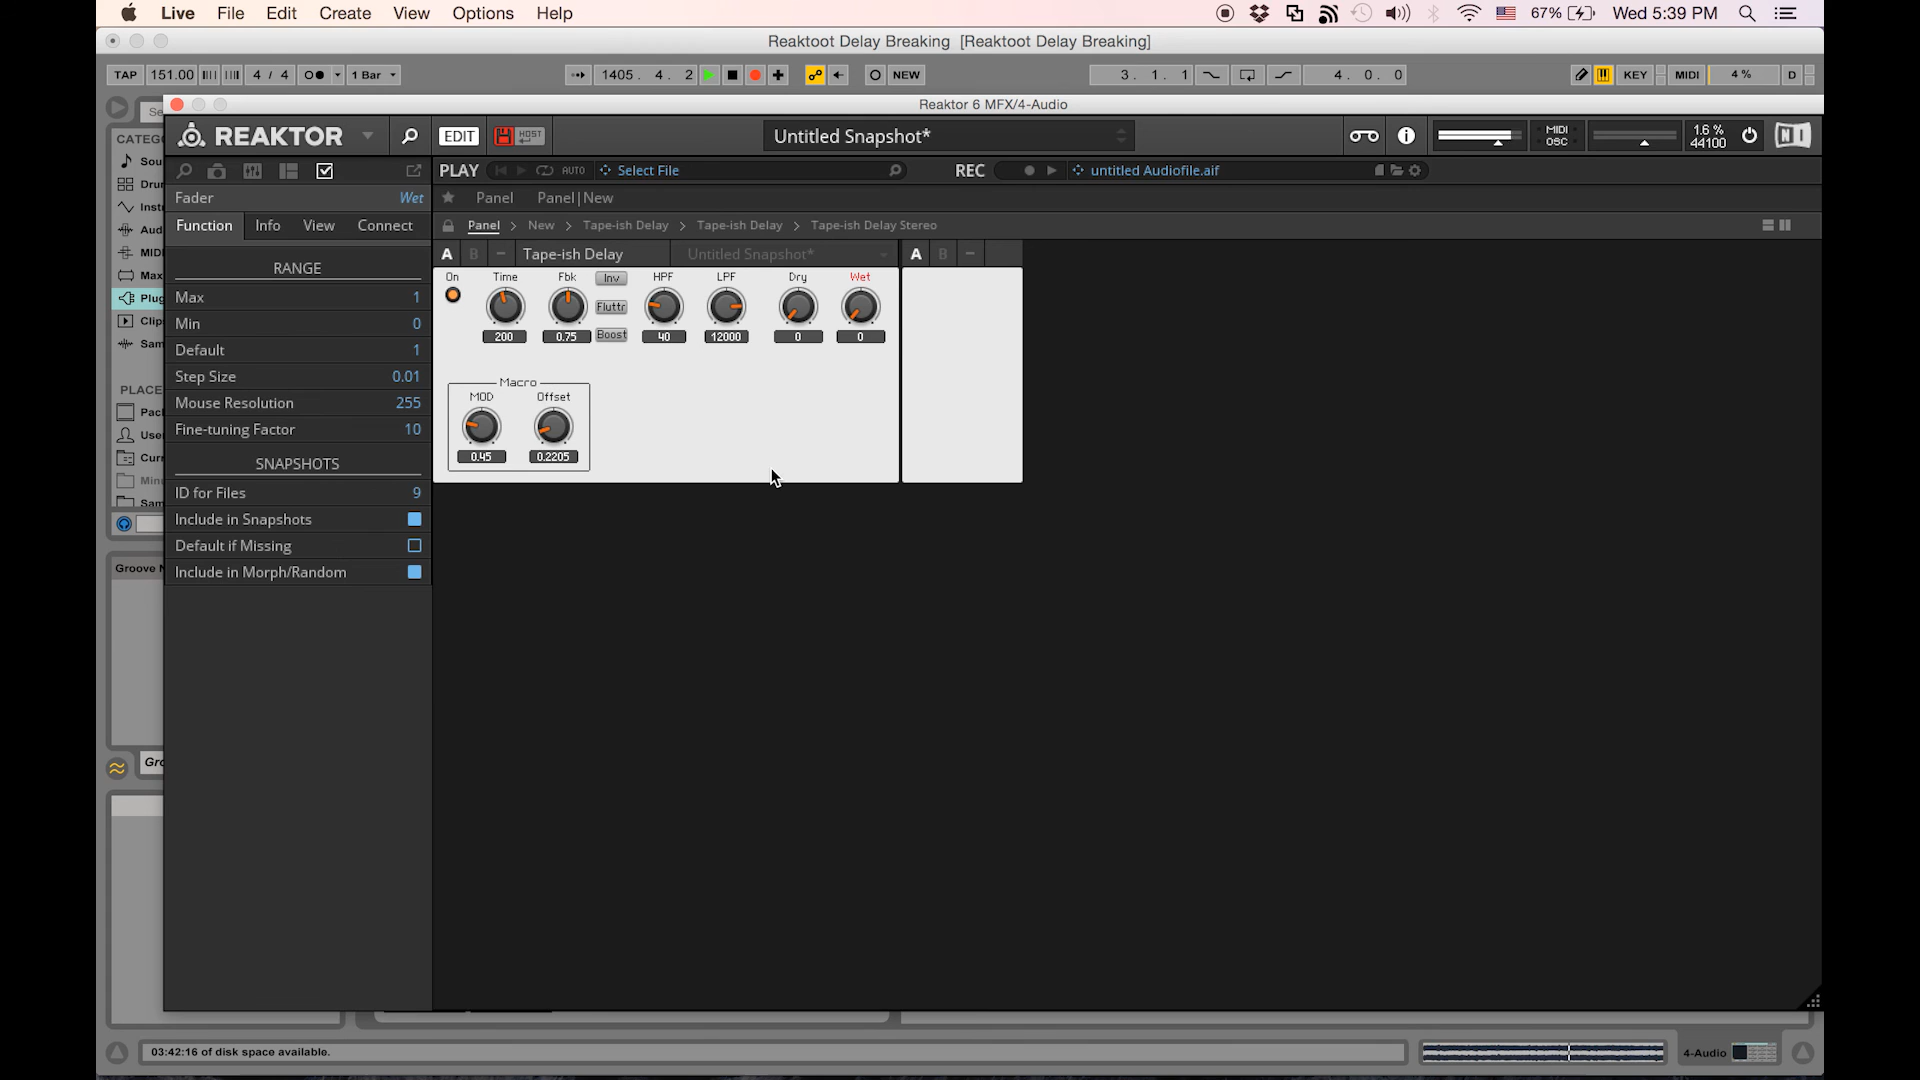 Live File Edit Create View Options Help 67% Wed 5:39 PM
Reaktoot Delay Breaking [Reaktoot Delay Breaking]
TAP 151.00 4 / 4 1 Bar 1405. 4. 2 NEW 3. 1. 1 4. 0. 0 KEY MIDI 4 % D
Reaktor 6 MFX/4-Audio
REAKTOR EDIT HOST Untitled Snapshot* MIDI OSC 1.6 % 44100 NI
PLAY AUTO Select File REC untitled Audiofile.aif
Fader Wet
Panel Panel|New
Function Info View Connect
Panel > New > Tape-ish Delay > Tape-ish Delay > Tape-ish Delay Stereo
A B Tape-ish Delay Untitled Snapshot* A B
On Time Fbk Inv HPF LPF Dry Wet
Fluttr
Boost
200 0.75 40 12000 0 0
Macro
MOD Offset
0.45 0.2205
RANGE
Max 1
Min 0
Default 1
Step Size 0.01
Mouse Resolution 255
Fine-tuning Factor 10
SNAPSHOTS
ID for Files 9
Include in Snapshots
Default if Missing
Include in Morph/Random
Se
CATEG
Sou
Drur
Instr
Aud
MID
Max
Plug
Clips
Sam
PLACE
Pack
User
Curr
Sam
Groove N
Gro
03:42:16 of disk space available.
4-Audio